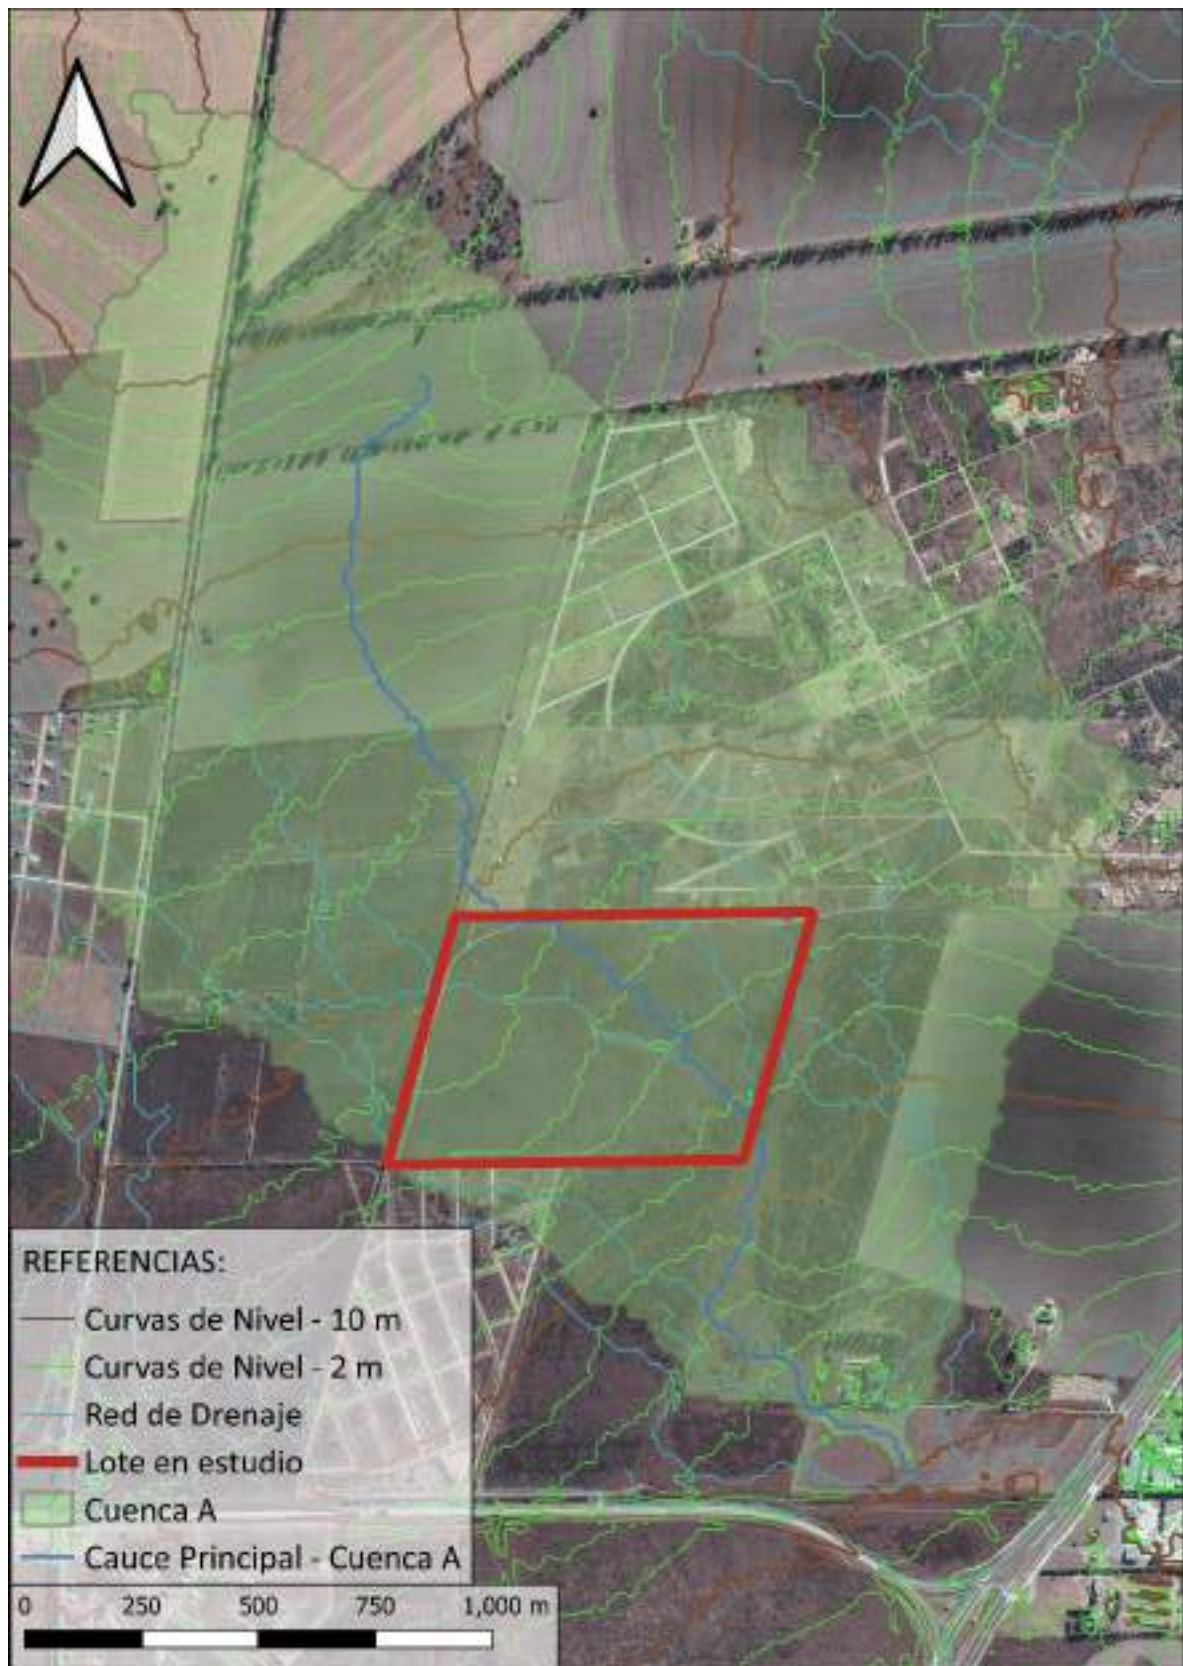 REFERENCIAS:
Curvas de Nivel - 10 m
Curvas de Nivel - 2 m
Red de Drenaje
Lote en estudio
Cuenca A
Cauce Principal - Cuenca A
0 250 500 750 1,000 m